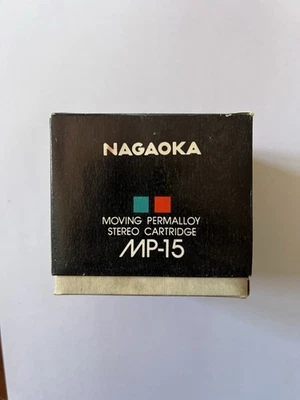 NAGAOKA
MOVING PERMALLOY
STEREO CARTRIDGE
MP-15